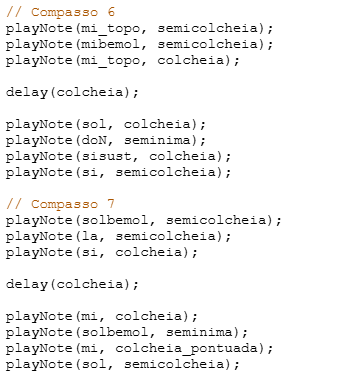 // Compasso 6
playNote(mi_topo, semicolcheia);
playNote(mibemol, semicolcheia);
playNote(mi_topo, colcheia);
delay(colcheia);
playNote(sol, colcheia);
playNote(doN, seminima);
playNote(sisust, colcheia);
playNote(si, semicolcheia);
// Compasso 7
playNote(solbemol, semicolcheia);
playNote(la, semicolcheia);
playNote(si, colcheia);
delay(colcheia);
playNote(mi, colcheia);
playNote(solbemol, seminima);
playNote(mi, colcheia_pontuada);
playNote(sol, semicolcheia);